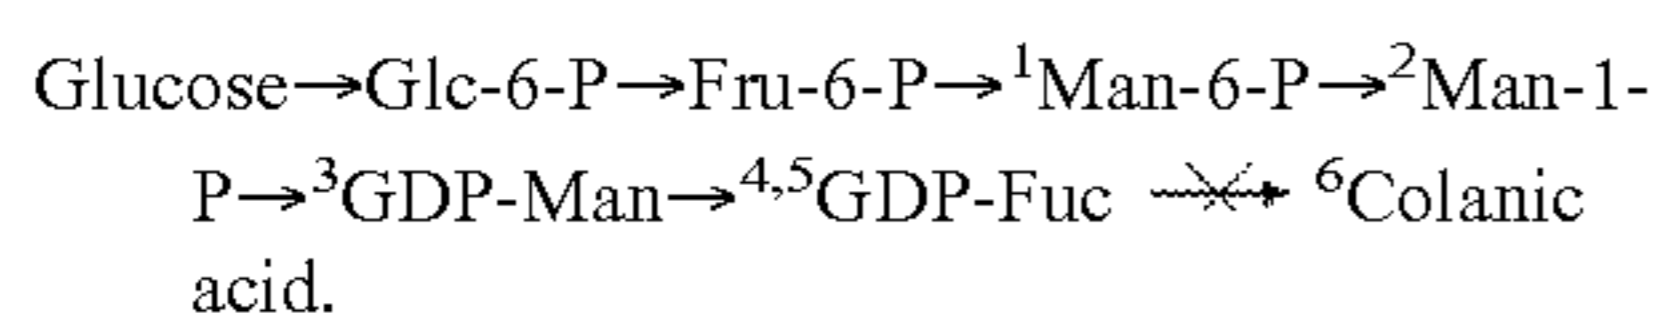 Glucose→Glc-6-P→Fru-6-P→¹Man-6-P→²Man-1-
P→³GDP-Man→⁴,⁵GDP-Fuc ⁶Colanic
acid.